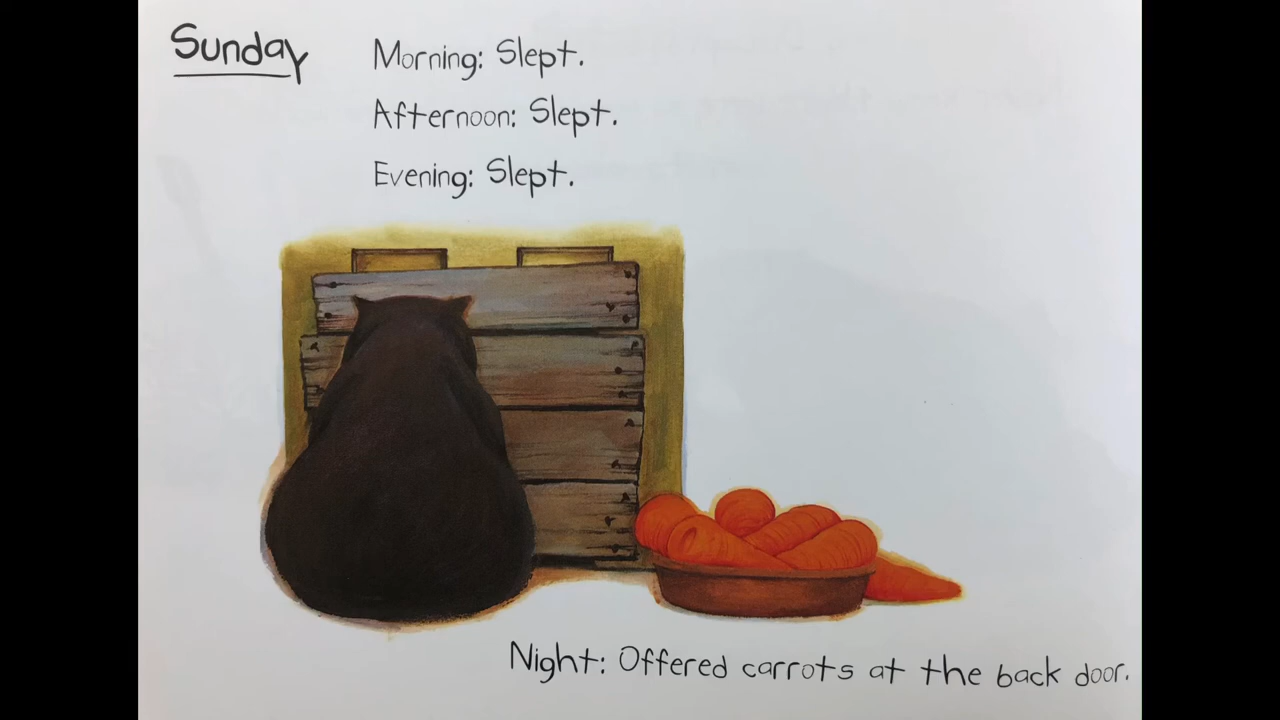 Sunday
Morning: Slept.
Afternoon: Slept.
Evening: Slept.
Night: Offered carrots at the back door.